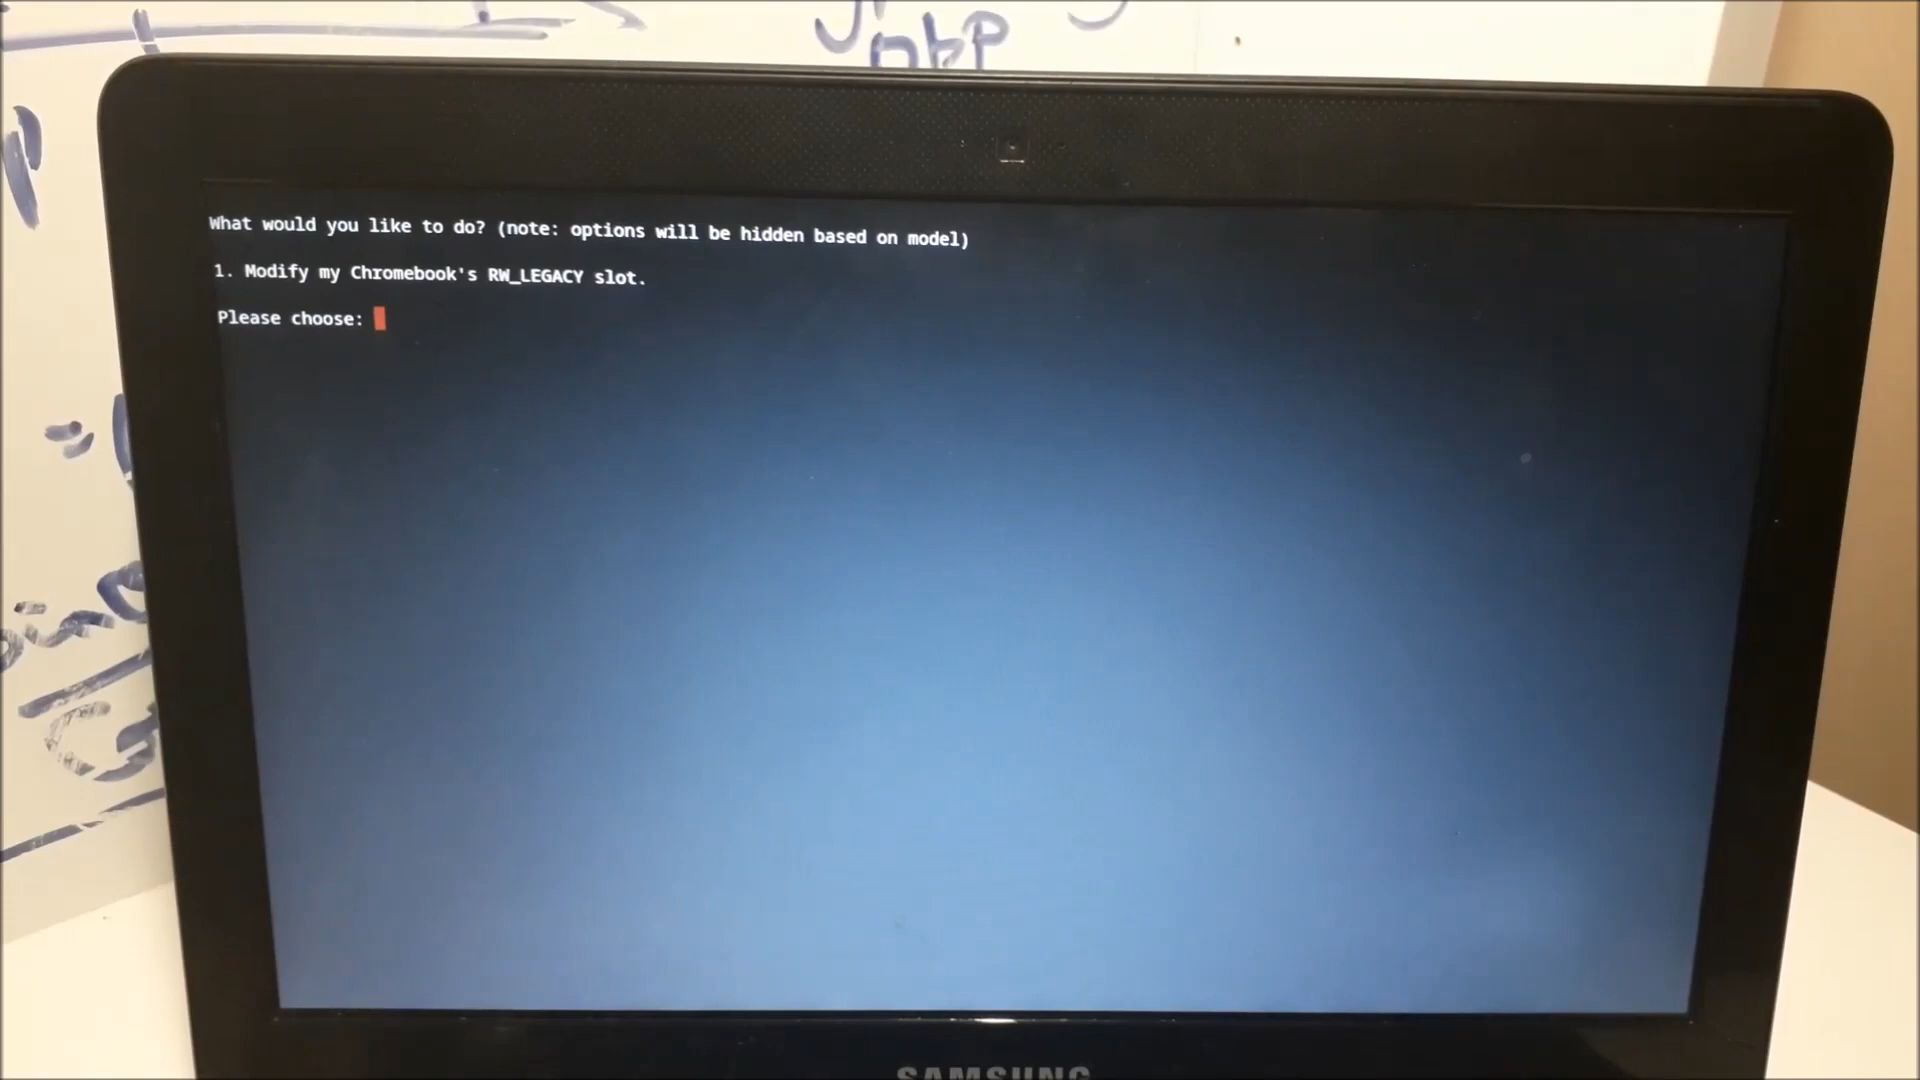 What would you like to do? (note: options will be hidden based on model)
1. Modify my Chromebook's RW_LEGACY slot.
Please choose:
SAMSUNG